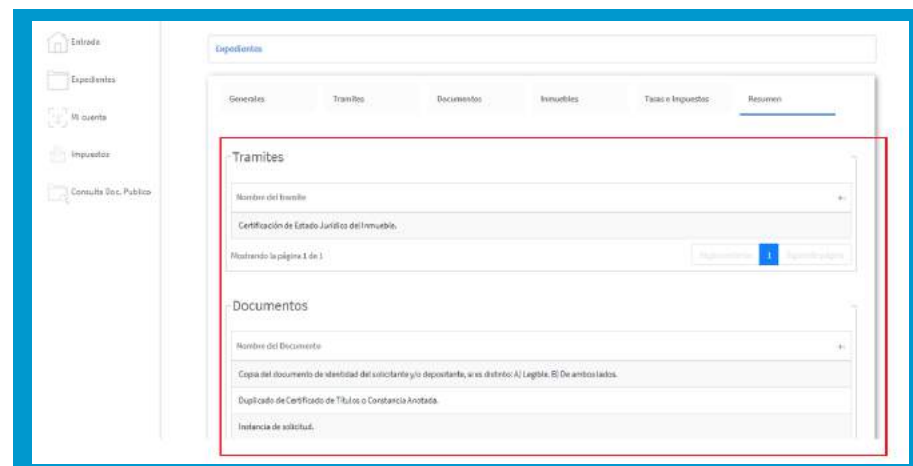 Entrada
Expedientes
Mi cuenta
Impuestos
Consulta Doc. Publico
Expedientes
Generales Tramites Documentos Inmuebles Tasas e Impuestos Resumen
Tramites
Nombre del tramite
Certificación de Estado Jurídico del Inmueble.
Mostrando la página 1 de 1
1
Documentos
Nombre del Documento
Copia del documento de identidad del solicitante y/o depositante, si es distinto: A) Legible. B) De ambos lados.
Duplicado de Certificado de Títulos o Constancia Anotada.
Instancia de solicitud.